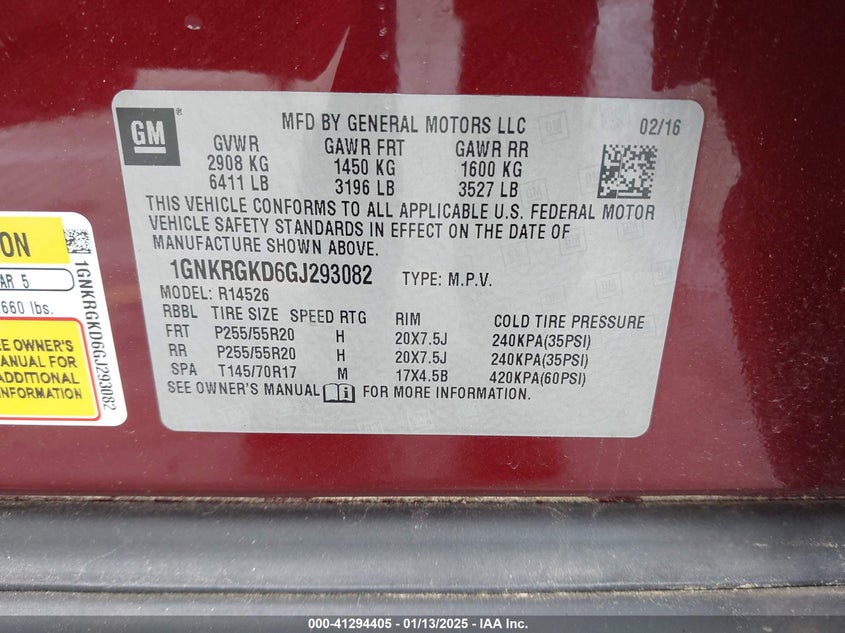 GM
®
MFD BY GENERAL MOTORS LLC 02/16
GVWR GAWR FRT GAWR RR
2908 KG 1450 KG 1600 KG
6411 LB 3196 LB 3527 LB
THIS VEHICLE CONFORMS TO ALL APPLICABLE U.S. FEDERAL MOTOR
VEHICLE SAFETY STANDARDS IN EFFECT ON THE DATE OF
MANUFACTURE SHOWN ABOVE.
1GNKRGKD6GJ293082 TYPE: M.P.V.
MODEL: R14526
RBBL TIRE SIZE SPEED RTG RIM COLD TIRE PRESSURE
FRT P255/55R20 H 20X7.5J 240KPA(35PSI)
RR P255/55R20 H 20X7.5J 240KPA(35PSI)
SPA T145/70R17 M 17X4.5B 420KPA(60PSI)
SEE OWNER'S MANUAL FOR MORE INFORMATION.
ON
AR 5
660 lbs.
EE OWNER'S
MANUAL FOR
ADDITIONAL
INFORMATION
1GNKRGKD6GJ293082
000-41294405 - 01/13/2025 - IAA Inc.